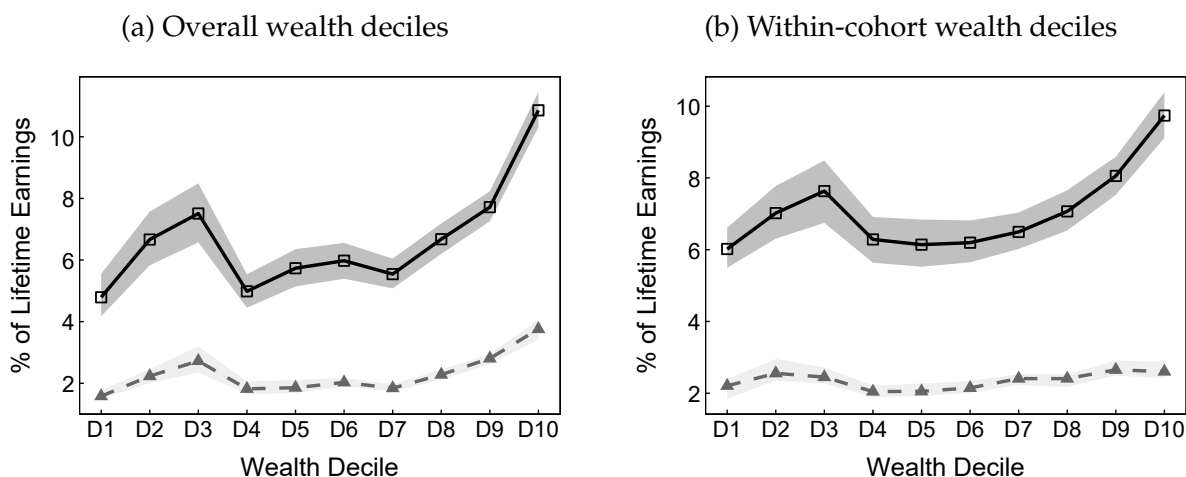 (a) Overall wealth deciles
% of Lifetime Earnings
10
8
6
4
2
D1 D2 D3 D4 D5 D6 D7 D8 D9 D10
Wealth Decile
(b) Within-cohort wealth deciles
% of Lifetime Earnings
10
8
6
4
2
D1 D2 D3 D4 D5 D6 D7 D8 D9 D10
Wealth Decile